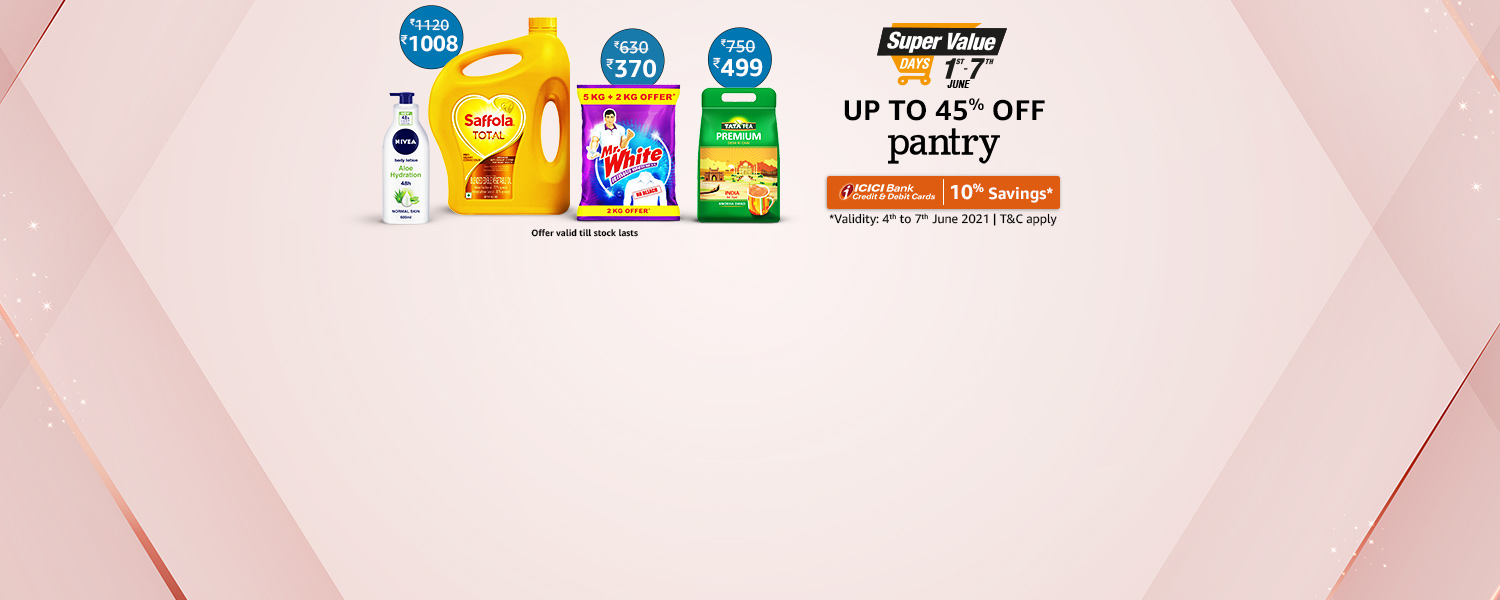 ₹1120
₹1008
₹630
₹370
₹750
₹499
NIVEA
body lotion
Aloe
Hydration
48h
NORMAL SKIN
600ml
Saffola
TOTAL
5 KG + 2 KG OFFER*
Mr.
White
NO BLEACH
2 KG OFFER*
TATA TEA
PREMIUM
INDIA
Offer valid till stock lasts
Super Value
DAYS 1ST-7TH
JUNE
UP TO 45% OFF
pantry
ICICI Bank
Credit & Debit Cards
10% Savings*
*Validity: 4th to 7th June 2021 | T&C apply